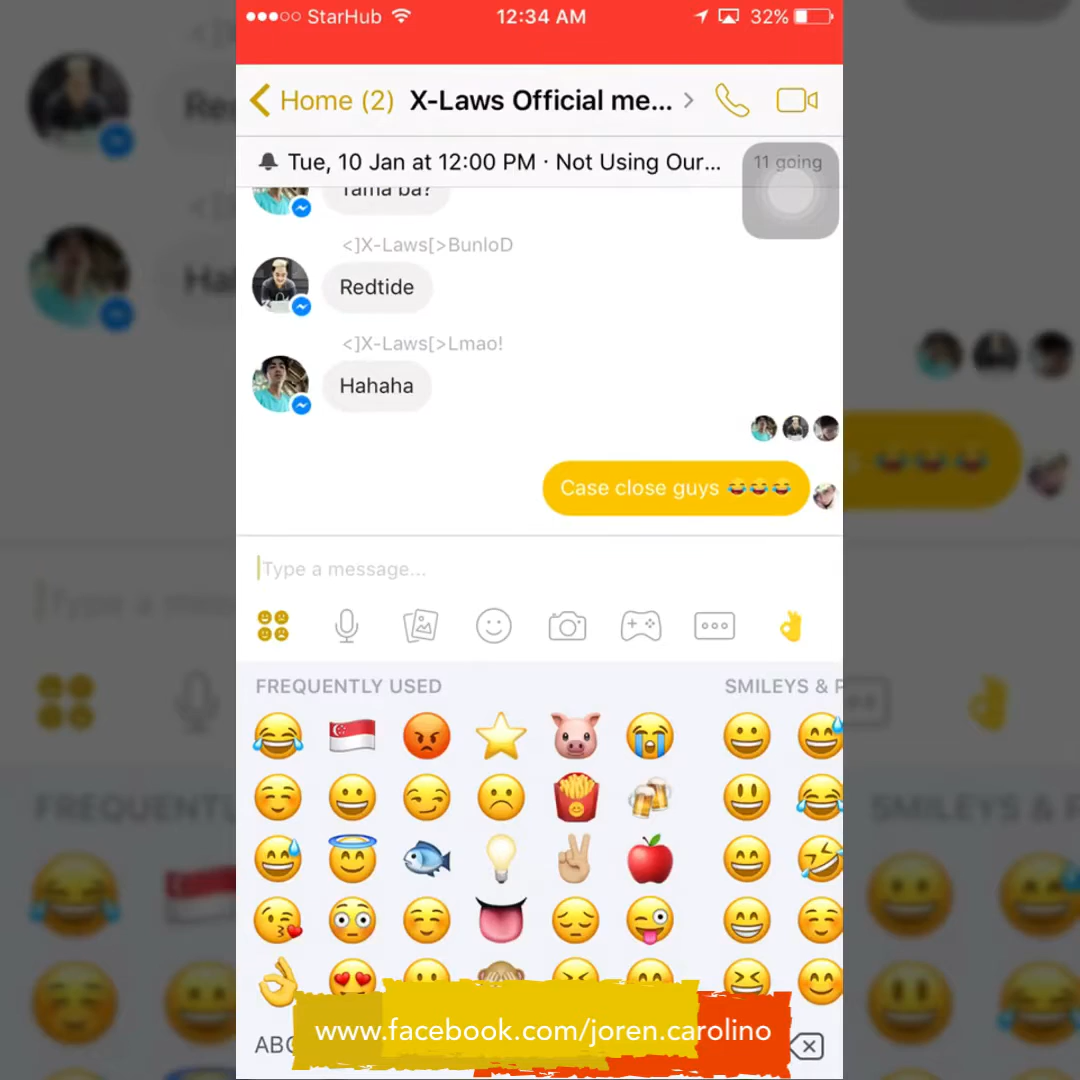 StarHub 12:34 AM 32%
Home (2) X-Laws Official me...
Tue, 10 Jan at 12:00 PM · Not Using Our... 11 going
Tama ba?
<]X-Laws[>BunloD
Redtide
<]X-Laws[>Lmao!
Hahaha
Case close guys 😂😂😂
Type a message...
FREQUENTLY USED SMILEYS & P
ABC
www.facebook.com/joren.carolino